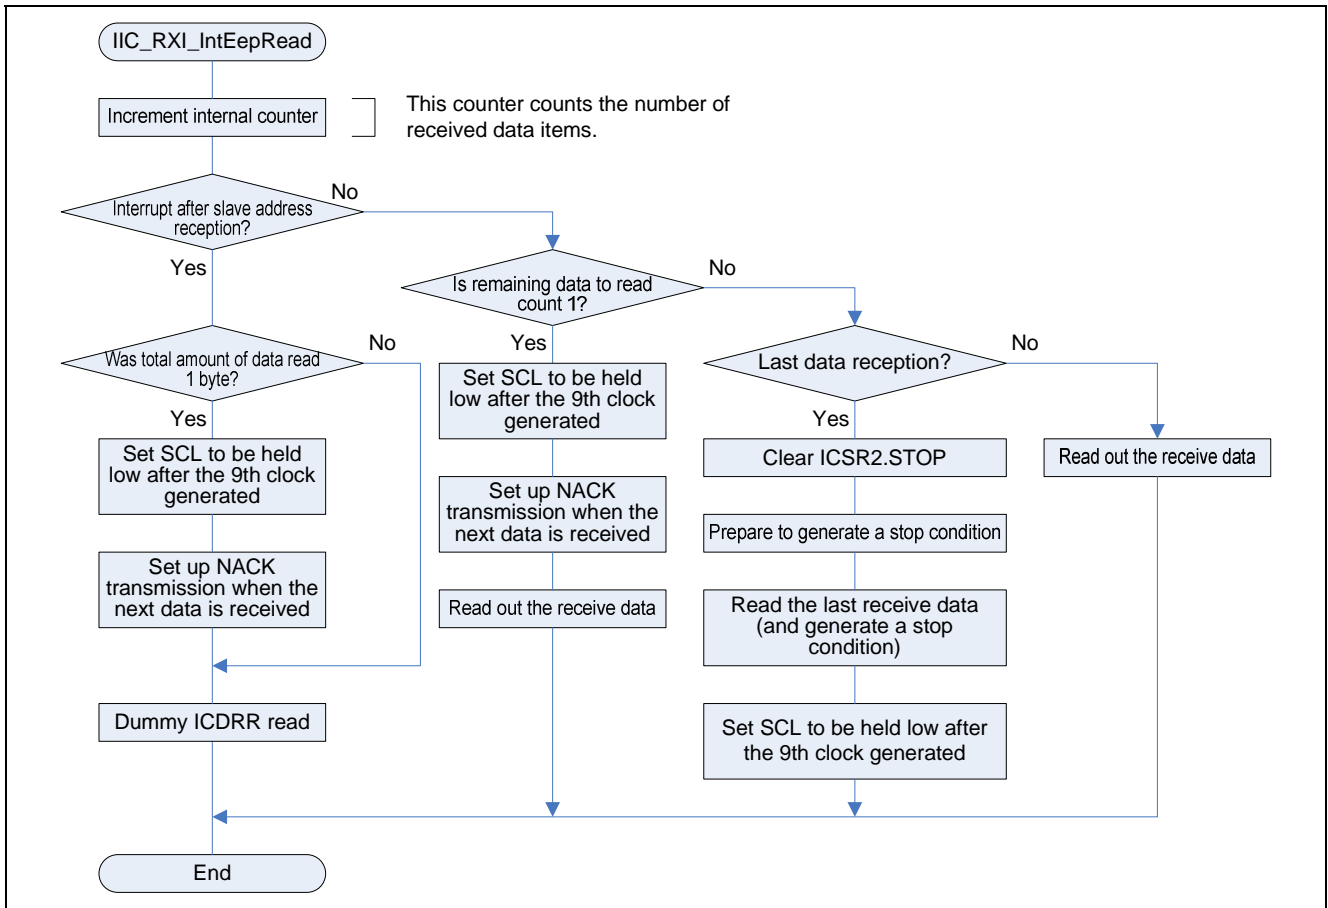 IIC_RXI_IntEepRead
Increment internal counter
This counter counts the number of
received data items.
Interrupt after slave address
reception?
No
Yes
Is remaining data to read
count 1?
No
Yes
Was total amount of data read
1 byte?
No
Yes
Last data reception?
No
Yes
Set SCL to be held
low after the 9th clock
generated
Set up NACK
transmission when the
next data is received
Dummy ICDRR read
Set SCL to be held
low after the 9th clock
generated
Set up NACK
transmission when the
next data is received
Read out the receive data
Clear ICSR2.STOP
Prepare to generate a stop condition
Read the last receive data
(and generate a stop
condition)
Set SCL to be held low after
the 9th clock generated
Read out the receive data
End